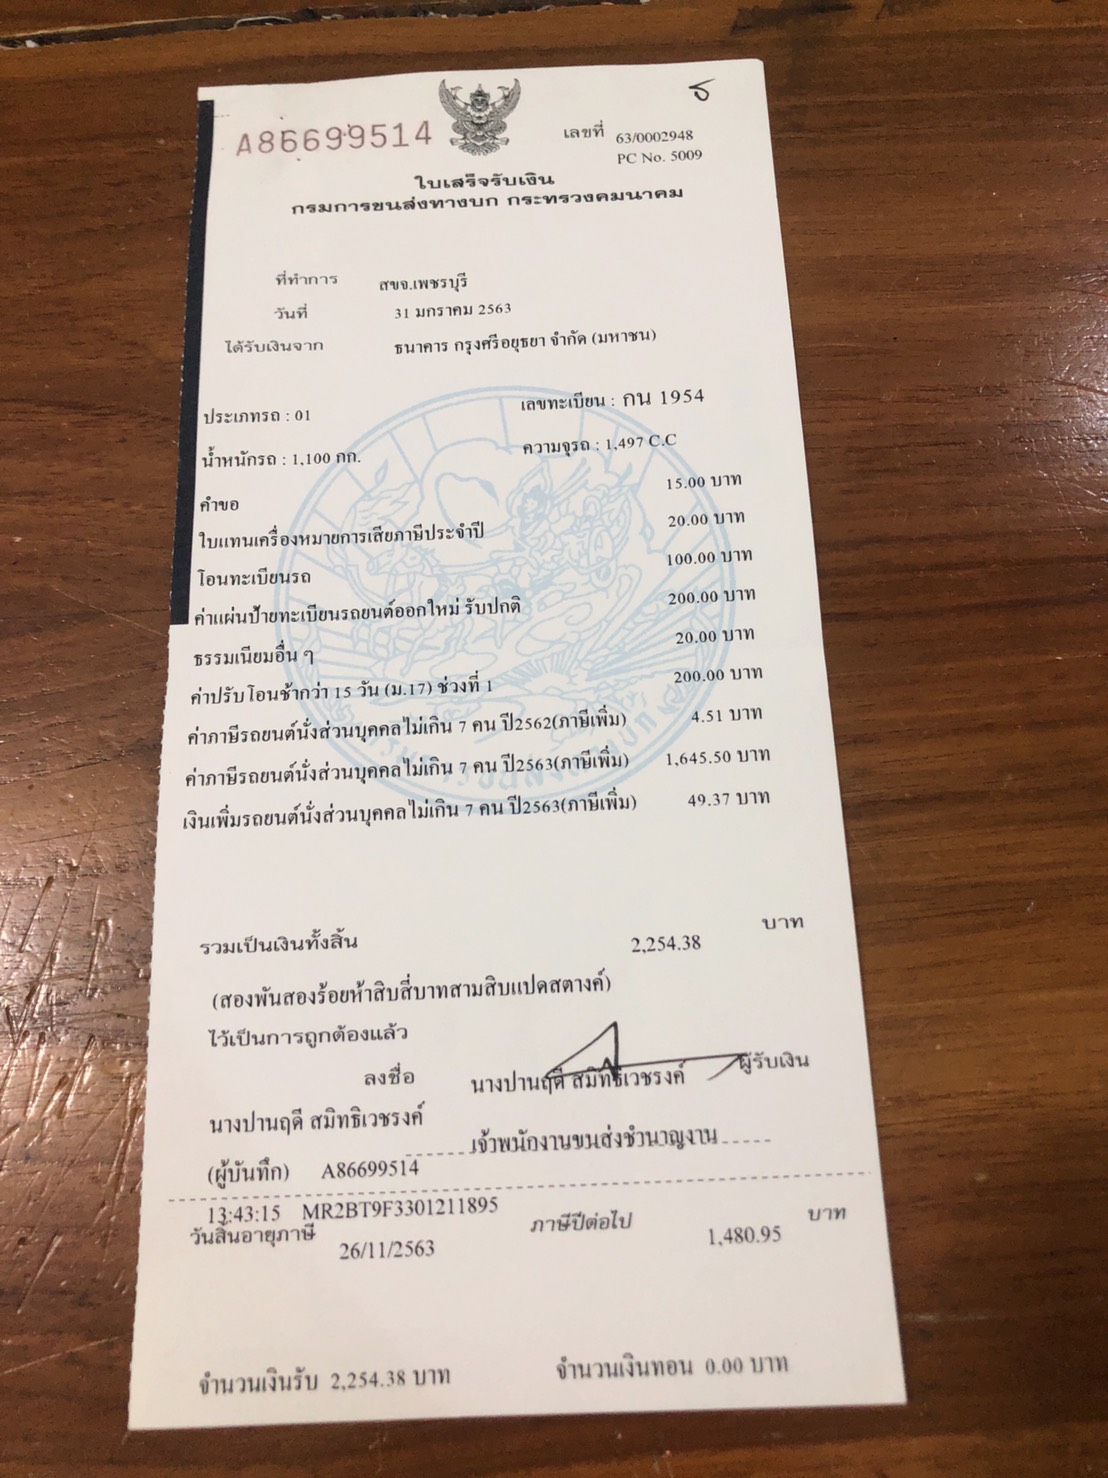 ธ
A86699514
เลขที่ 63/0002948
PC No. 5009
ใบเสร็จรับเงิน
กรมการขนส่งทางบก กระทรวงคมนาคม
ที่ทำการ สขจ.เพชรบุรี
วันที่ 31 มกราคม 2563
ได้รับเงินจาก ธนาคาร กรุงศรีอยุธยา จำกัด (มหาชน)
ประเภทรถ : 01 เลขทะเบียน : กน 1954
น้ำหนักรถ : 1,100 กก. ความจุรถ : 1,497 C.C
คำขอ 15.00 บาท
ใบแทนเครื่องหมายการเสียภาษีประจำปี 20.00 บาท
โอนทะเบียนรถ 100.00 บาท
ค่าแผ่นป้ายทะเบียนรถยนต์ออกใหม่ รับปกติ 200.00 บาท
ธรรมเนียมอื่น ๆ 20.00 บาท
ค่าปรับโอนช้ากว่า 15 วัน (ม.17) ช่วงที่ 1 200.00 บาท
ค่าภาษีรถยนต์นั่งส่วนบุคคลไม่เกิน 7 คน ปี2562(ภาษีเพิ่ม) 4.51 บาท
ค่าภาษีรถยนต์นั่งส่วนบุคคลไม่เกิน 7 คน ปี2563(ภาษีเพิ่ม) 1,645.50 บาท
เงินเพิ่มรถยนต์นั่งส่วนบุคคลไม่เกิน 7 คน ปี2563(ภาษีเพิ่ม) 49.37 บาท
รวมเป็นเงินทั้งสิ้น 2,254.38 บาท
(สองพันสองร้อยห้าสิบสี่บาทสามสิบแปดสตางค์)
ไว้เป็นการถูกต้องแล้ว
ลงชื่อ นางปานฤดี สมิทธิเวชรงค์ ผู้รับเงิน
นางปานฤดี สมิทธิเวชรงค์
เจ้าพนักงานขนส่งชำนาญงาน
(ผู้บันทึก) A86699514
13:43:15 MR2BT9F3301211895
วันสิ้นอายุภาษี 26/11/2563 ภาษีปีต่อไป 1,480.95 บาท
จำนวนเงินรับ 2,254.38 บาท จำนวนเงินทอน 0.00 บาท